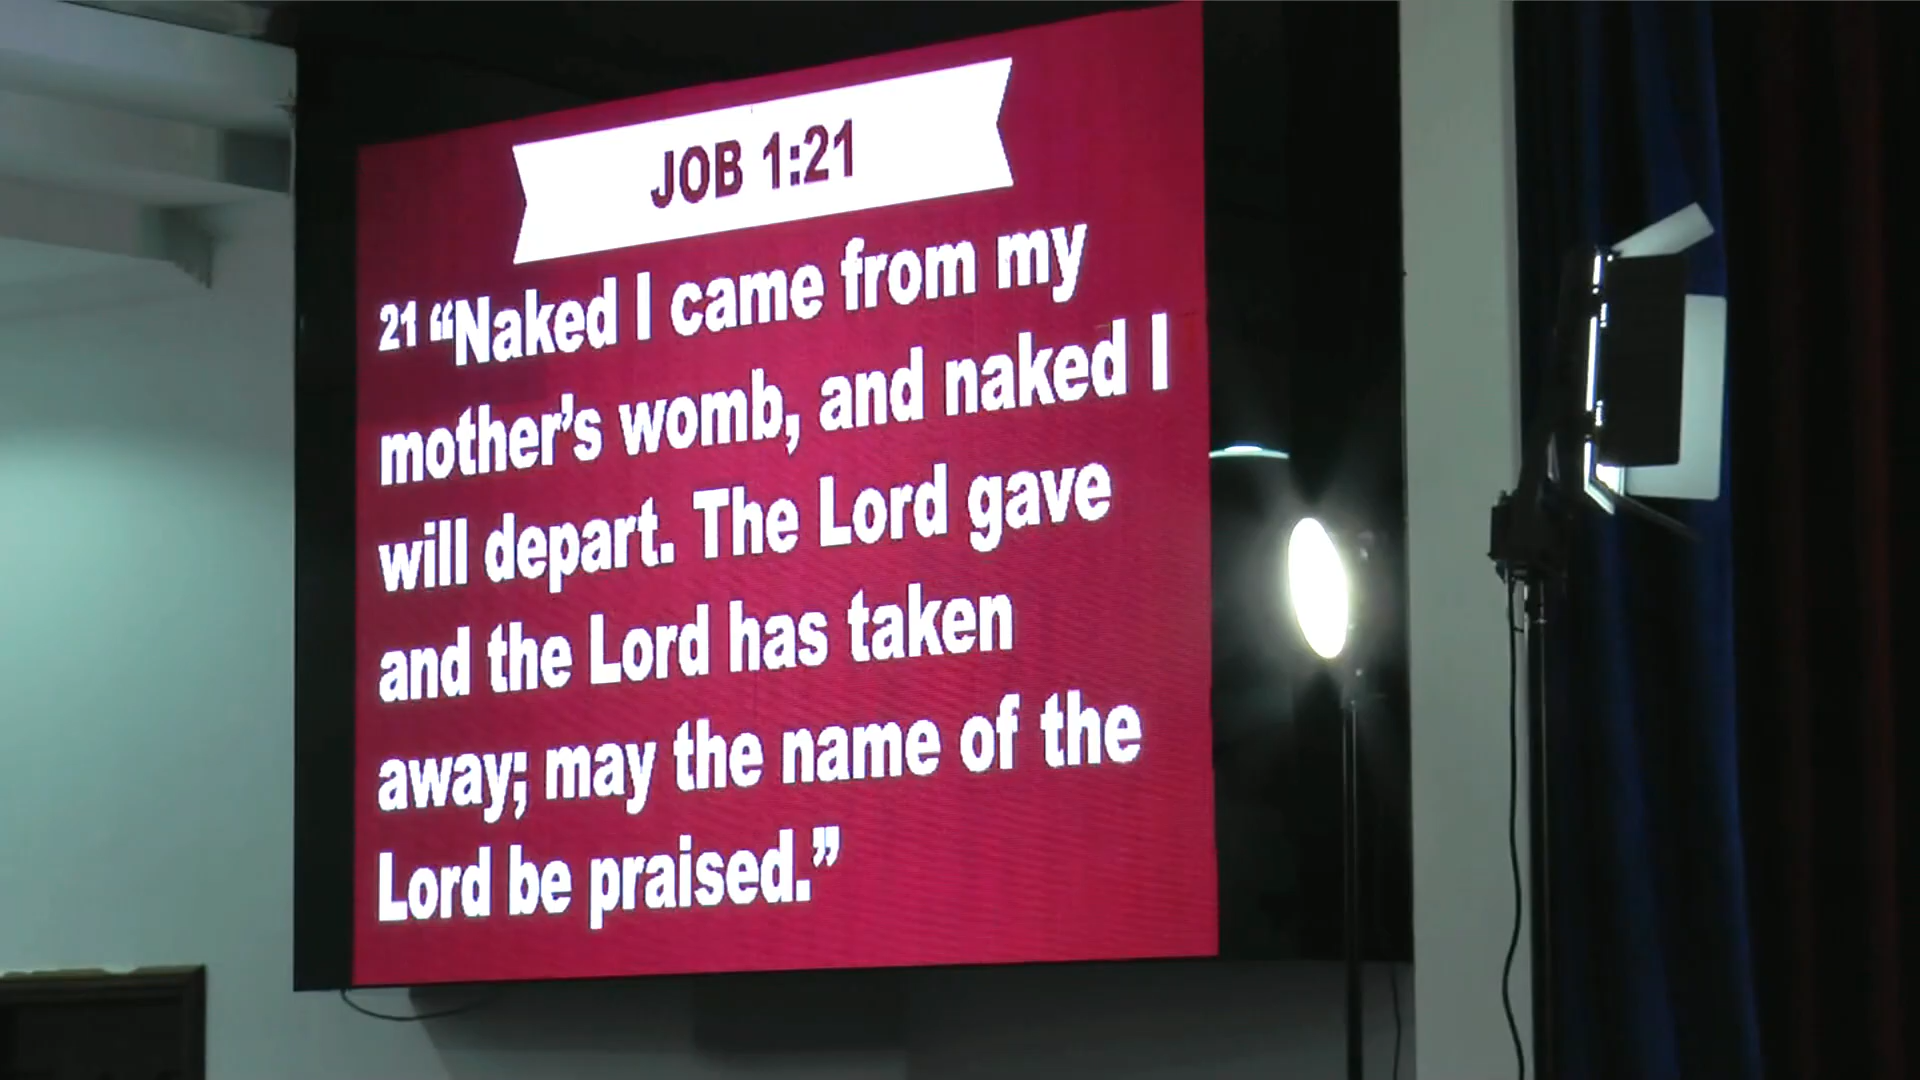 JOB 1:21
21 “Naked I came from my
mother’s womb, and naked I
will depart. The Lord gave
and the Lord has taken
away; may the name of the
Lord be praised.”